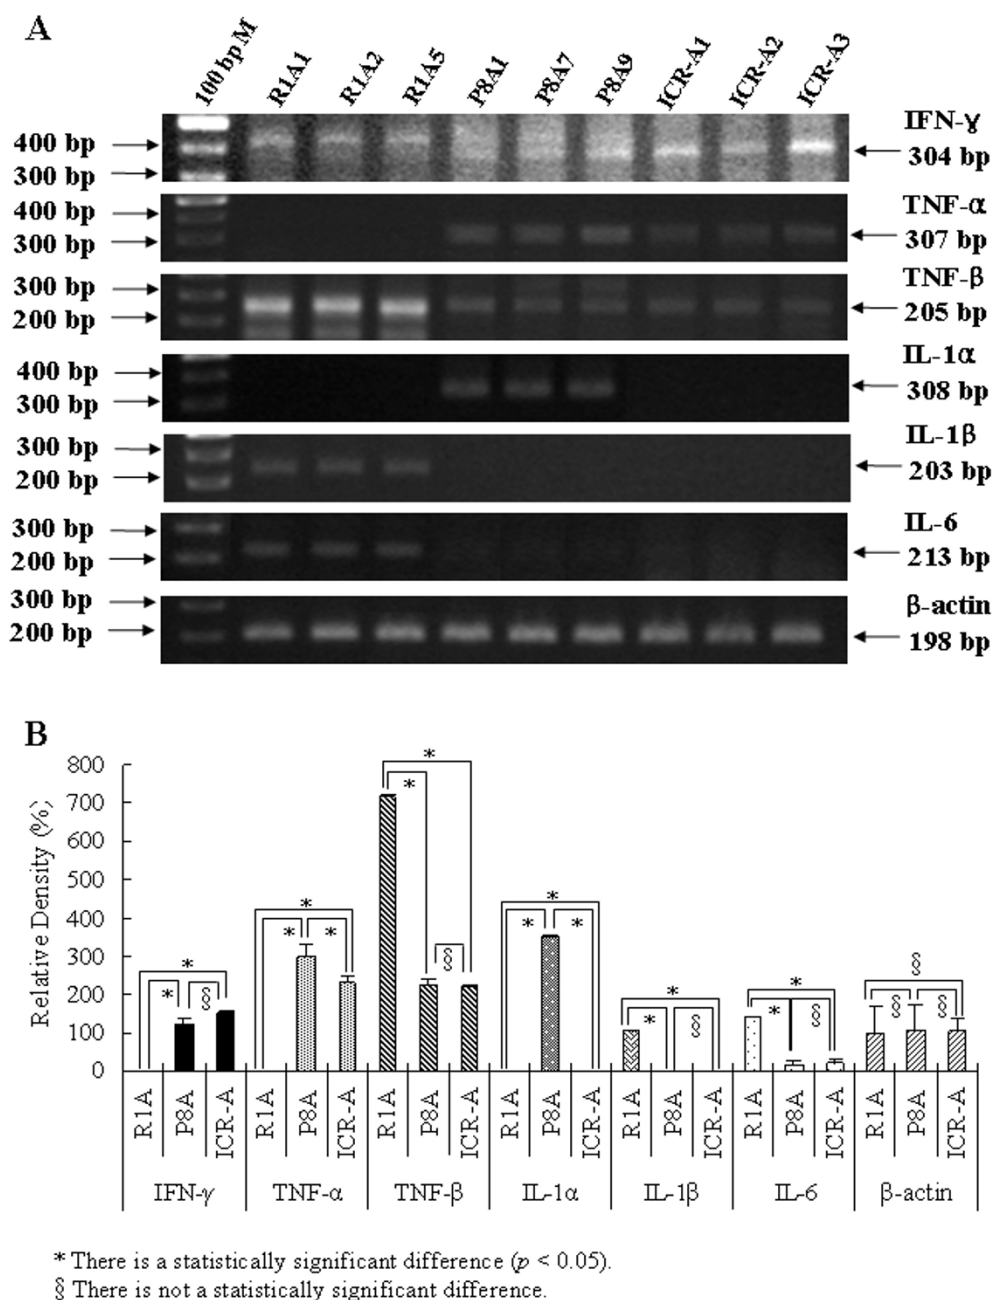 A
100 bp M R1A1 R1A2 R1A5 P8A1 P8A7 P8A9 ICR-A1 ICR-A2 ICR-A3
IFN-γ
400 bp 304 bp
300 bp
TNF-α
400 bp 307 bp
300 bp
TNF-β
300 bp 205 bp
200 bp
IL-1α
400 bp 308 bp
300 bp
IL-1β
300 bp 203 bp
200 bp
IL-6
300 bp 213 bp
200 bp
β-actin
300 bp 198 bp
200 bp
B
Relative Density (%)
800
700
600
500
400
300
200
100
0
* * §
* * *
* * §
* * *
* * §
* * §
§ § §
R1A P8A ICR-A R1A P8A ICR-A R1A P8A ICR-A R1A P8A ICR-A R1A P8A ICR-A R1A P8A ICR-A R1A P8A ICR-A
IFN-γ TNF-α TNF-β IL-1α IL-1β IL-6 β-actin
* There is a statistically significant difference (p < 0.05).
§ There is not a statistically significant difference.